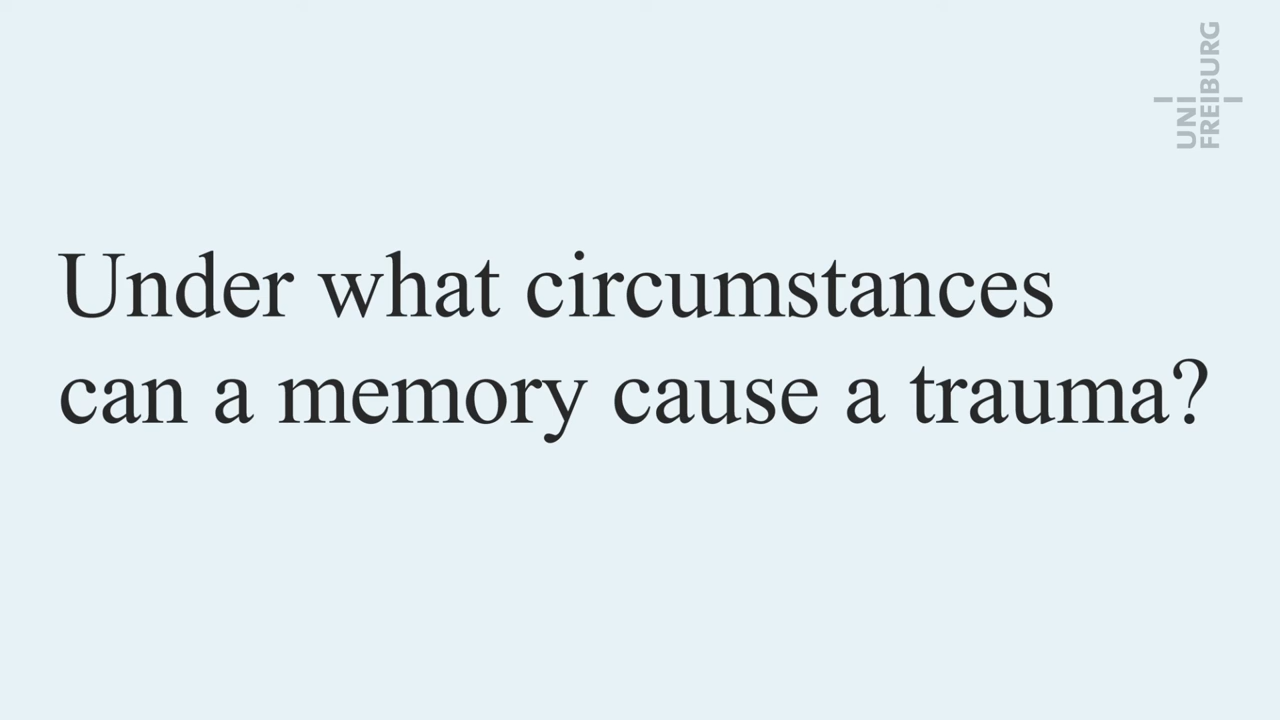 UNI
FREIBURG
Under what circumstances
can a memory cause a trauma?